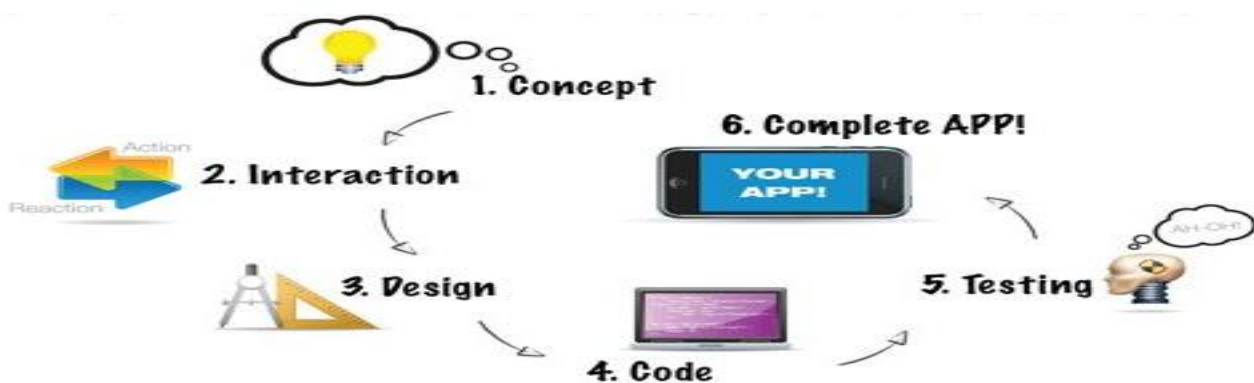 1. Concept
Action
2. Interaction
Reaction
3. Design
4. Code
5. Testing
AH-OH!
6. Complete APP!
YOUR
APP!